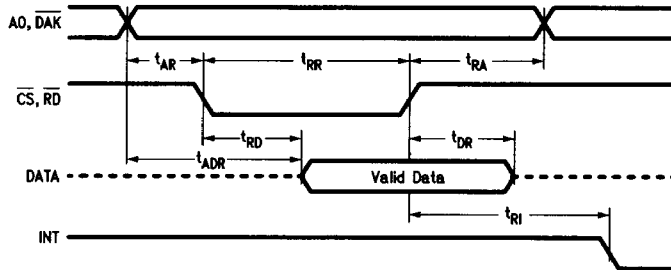 A0, DAK
tAR tRR tRA
CS, RD
tRD tDR
tADR
DATA Valid Data
tRI
INT